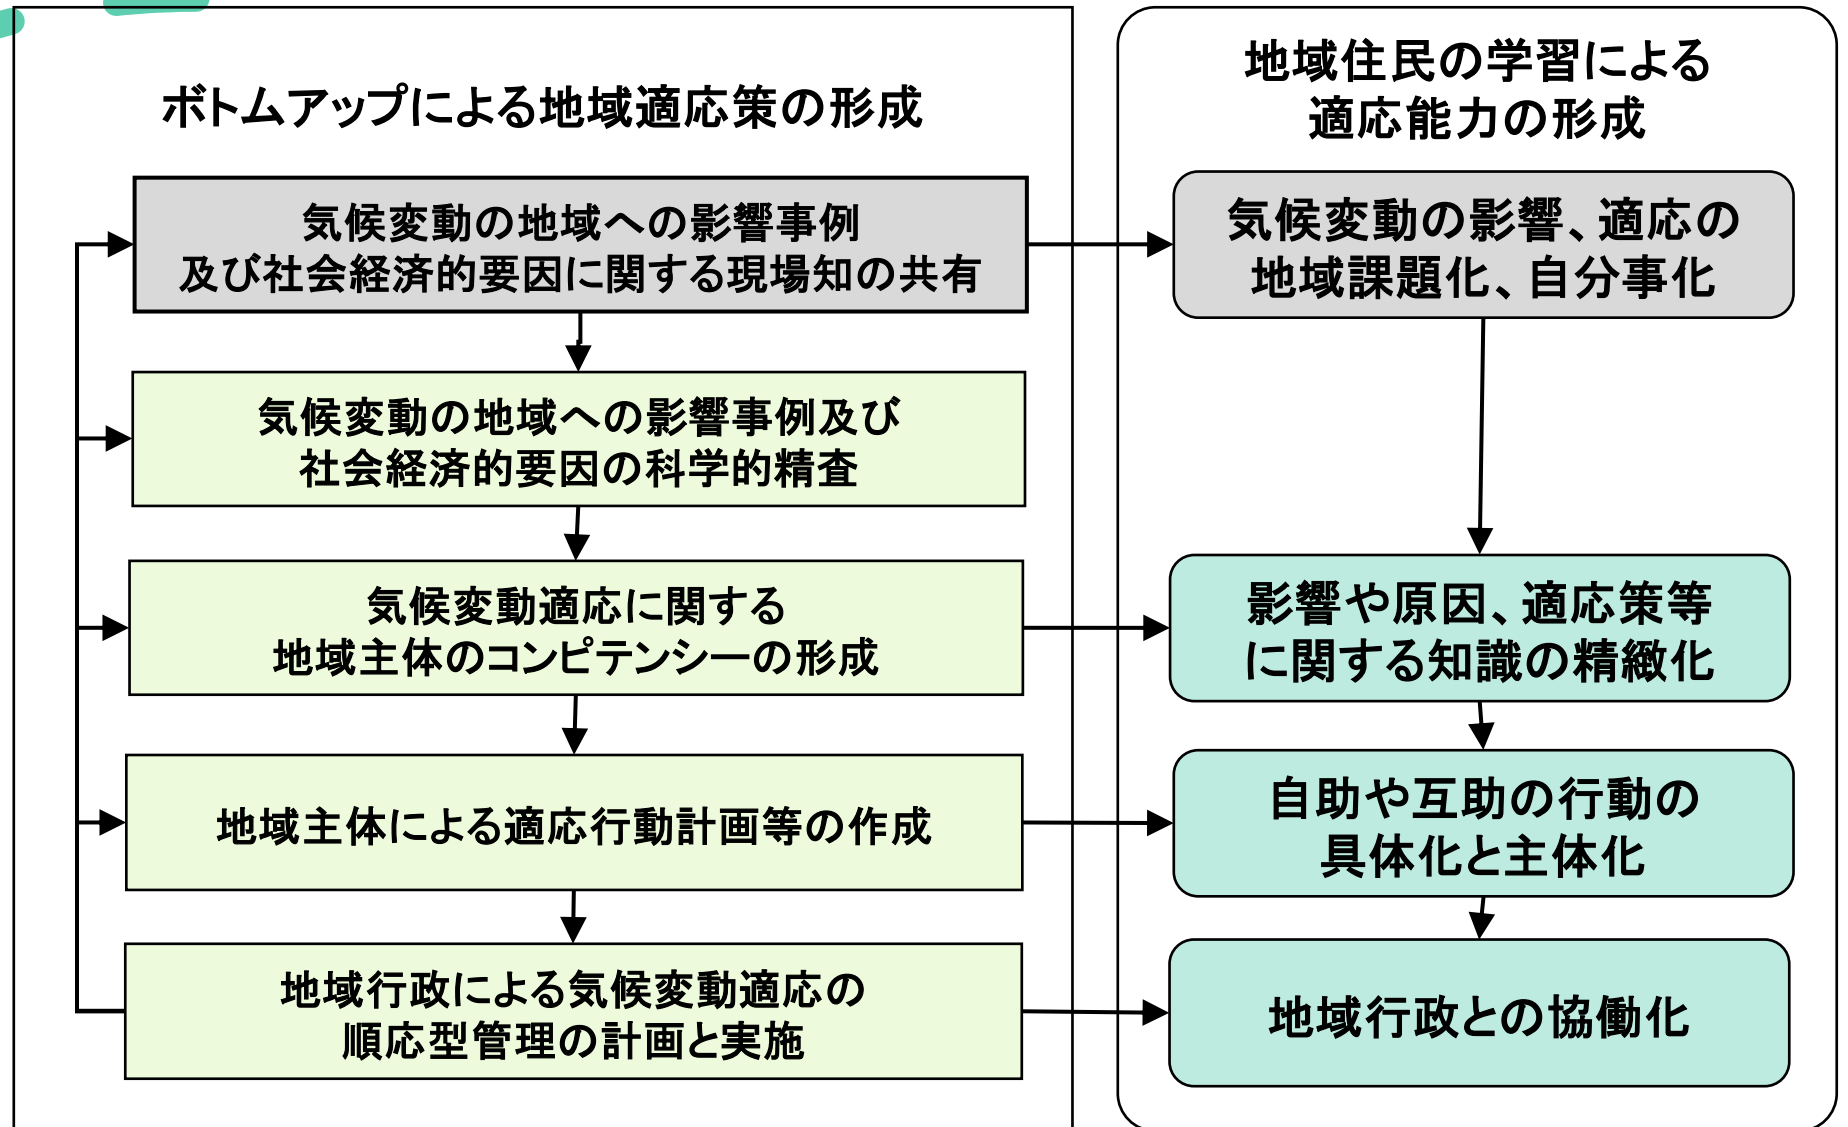 ボトムアップによる地域適応策の形成
気候変動の地域への影響事例
及び社会経済的要因に関する現場知の共有
気候変動の地域への影響事例及び
社会経済的要因の科学的精査
気候変動適応に関する
地域主体のコンピテンシーの形成
地域主体による適応行動計画等の作成
地域行政による気候変動適応の
順応型管理の計画と実施
地域住民の学習による
適応能力の形成
気候変動の影響、適応の
地域課題化、自分事化
影響や原因、適応策等
に関する知識の精緻化
自助や互助の行動の
具体化と主体化
地域行政との協働化